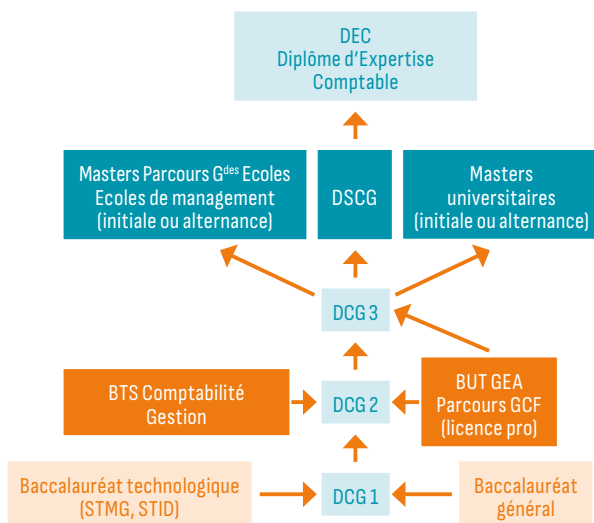 DEC
Diplôme d'Expertise
Comptable
Masters Parcours Gdes Ecoles
Ecoles de management
(initiale ou alternance)
DSCG
Masters
universitaires
(initiale ou alternance)
DCG 3
BTS Comptabilité
Gestion
DCG 2
BUT GEA
Parcours GCF
(licence pro)
Baccalauréat technologique
(STMG, STID)
DCG 1
Baccalauréat
général